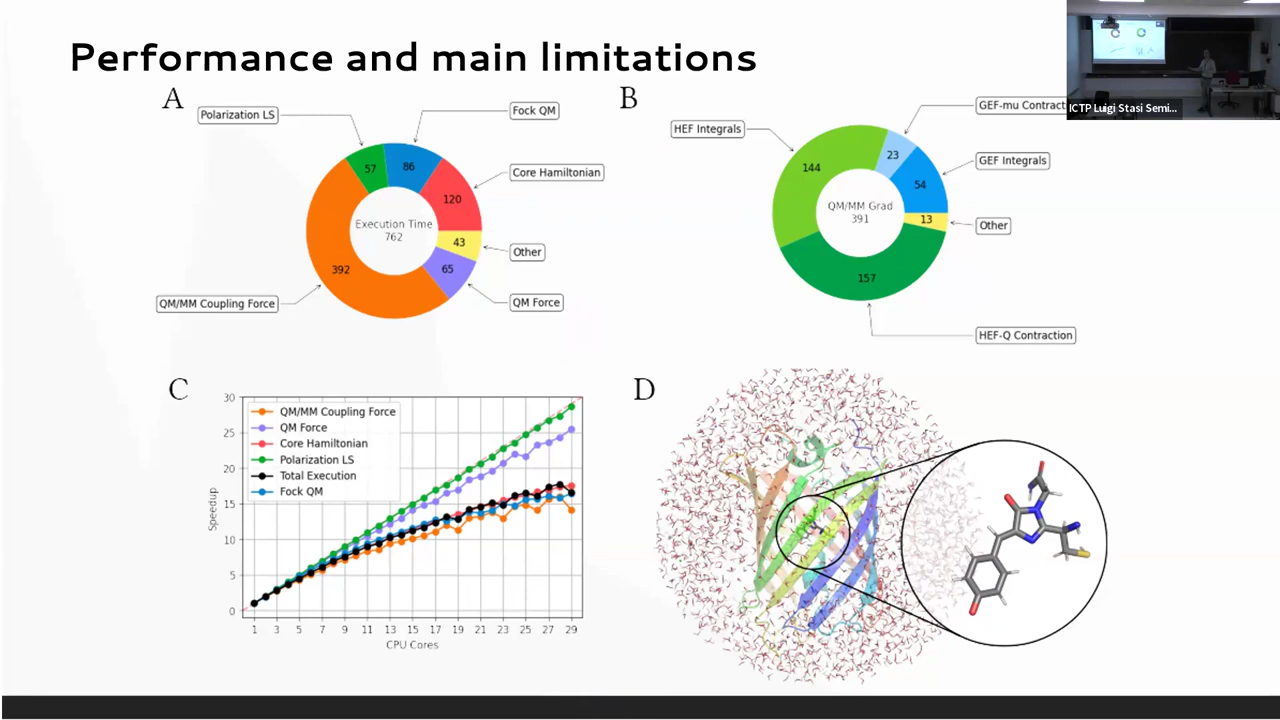 Performance and main limitations
ICTP Luigi Stasi Semi...
A
Polarization LS
Fock QM
Core Hamiltonian
Other
QM Force
QM/MM Coupling Force
57
86
120
43
65
392
Execution Time
762
B
HEF Integrals
GEF-mu Contract
GEF Integrals
Other
HEF-Q Contraction
144
23
54
13
157
QM/MM Grad
391
C
QM/MM Coupling Force
QM Force
Core Hamiltonian
Polarization LS
Total Execution
Fock QM
30
25
20
15
10
5
0
Speedup
1 3 5 7 9 11 13 15 17 19 21 23 25 27 29
CPU Cores
D